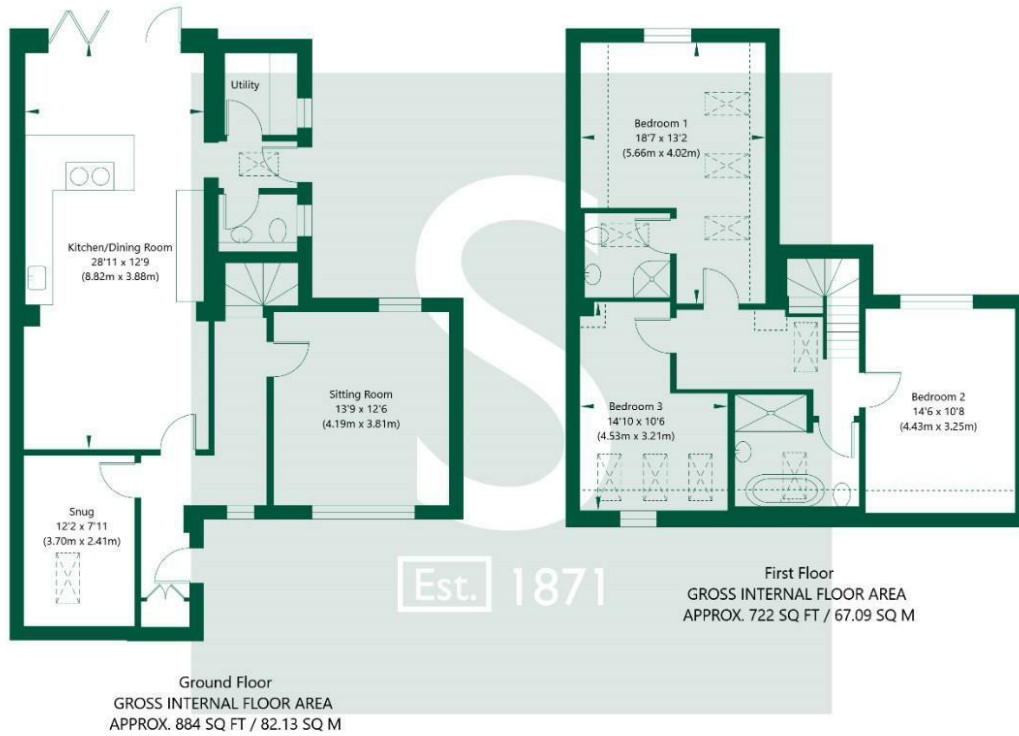 Utility
Kitchen/Dining Room
28'11 x 12'9
(8.82m x 3.88m)
Sitting Room
13'9 x 12'6
(4.19m x 3.81m)
Snug
12'2 x 7'11
(3.70m x 2.41m)
Ground Floor
GROSS INTERNAL FLOOR AREA
APPROX. 884 SQ FT / 82.13 SQ M
Bedroom 1
18'7 x 13'2
(5.66m x 4.02m)
Bedroom 3
14'10 x 10'6
(4.53m x 3.21m)
Bedroom 2
14'6 x 10'8
(4.43m x 3.25m)
First Floor
GROSS INTERNAL FLOOR AREA
APPROX. 722 SQ FT / 67.09 SQ M
S
Est. 1871